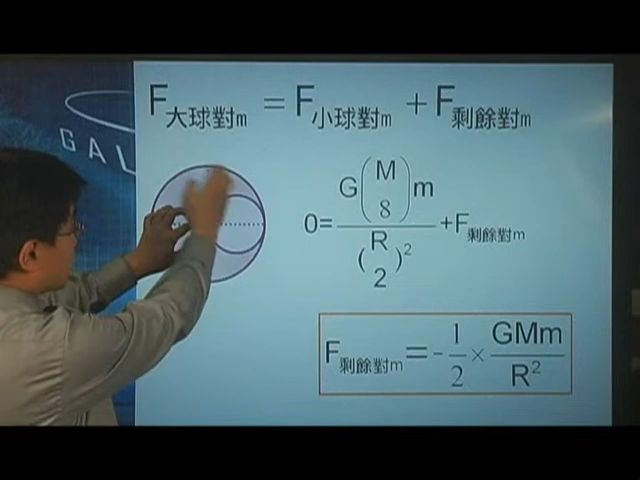 F大球對m = F小球對m + F剩餘對m
GAL
0= G(M/8)m / (R/2)² +F剩餘對m
F剩餘對m = - 1/2 × GMm/R²